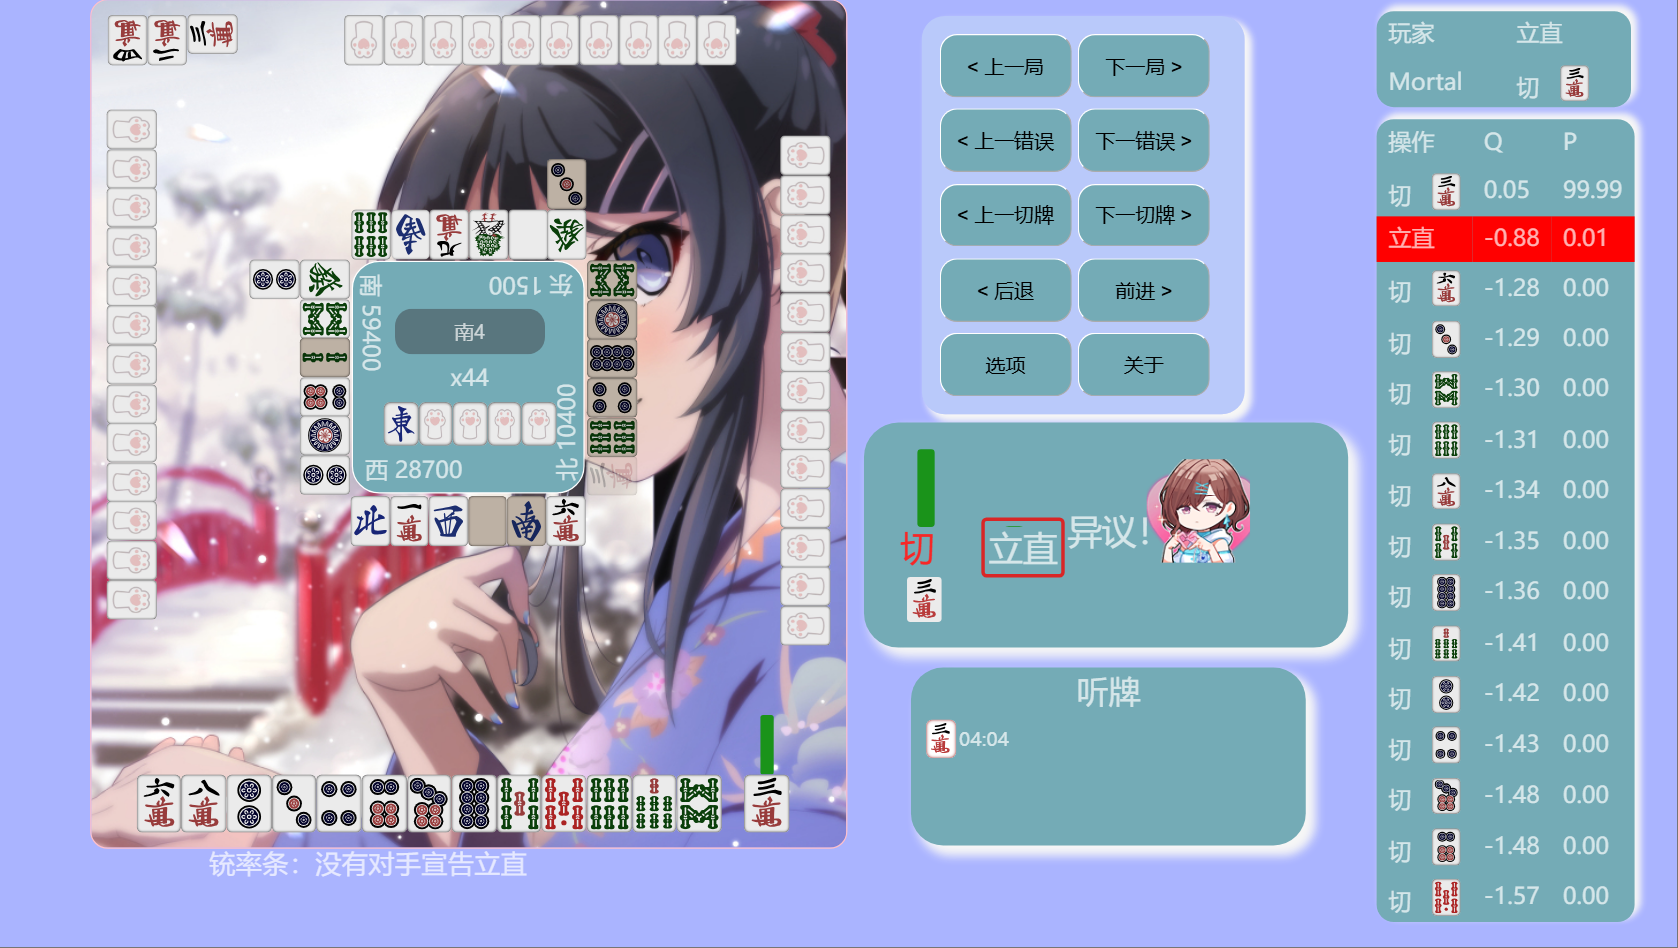 东 1500
南 59400
南4
x44
北 10400
西 28700
铳率条：没有对手宣告立直
< 上一局
下一局 >
< 上一错误
下一错误 >
< 上一切牌
下一切牌 >
< 后退
前进 >
选项
关于
切
立直
异议！
听牌
04:04
玩家 立直
Mortal 切
操作 Q P
切 0.05 99.99
立直 -0.88 0.01
切 -1.28 0.00
切 -1.29 0.00
切 -1.30 0.00
切 -1.31 0.00
切 -1.34 0.00
切 -1.35 0.00
切 -1.36 0.00
切 -1.41 0.00
切 -1.42 0.00
切 -1.43 0.00
切 -1.48 0.00
切 -1.48 0.00
切 -1.57 0.00